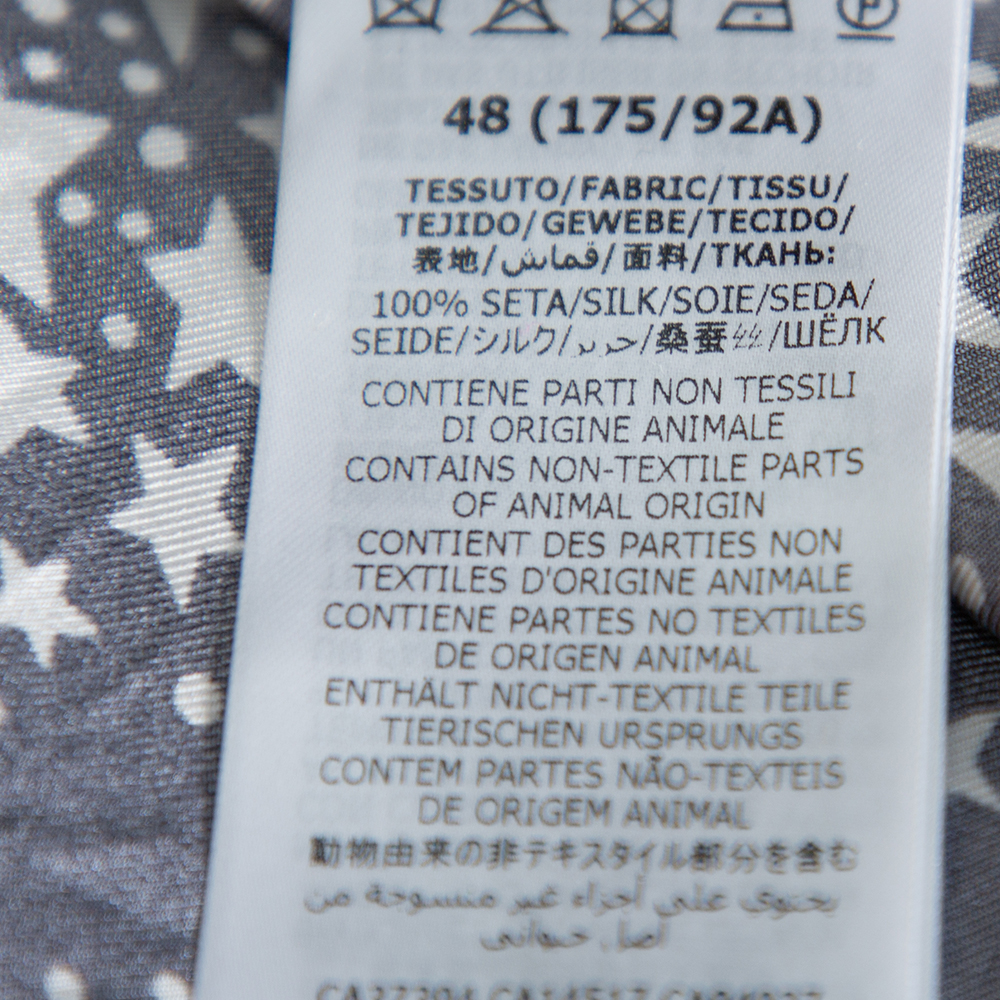 48 (175/92A)
TESSUTO/FABRIC/TISSU/
TEJIDO/GEWEBE/TECIDO/
表地/قماش/面料/ТКАНЬ:
100% SETA/SILK/SOIE/SEDA/
SEIDE/シルク/حرير/桑蚕丝/ШЁЛК
CONTIENE PARTI NON TESSILI
DI ORIGINE ANIMALE
CONTAINS NON-TEXTILE PARTS
OF ANIMAL ORIGIN
CONTIENT DES PARTIES NON
TEXTILES D'ORIGINE ANIMALE
CONTIENE PARTES NO TEXTILES
DE ORIGEN ANIMAL
ENTHÄLT NICHT-TEXTILE TEILE
TIERISCHEN URSPRUNGS
CONTEM PARTES NÃO-TEXTEIS
DE ORIGEM ANIMAL
動物由来の非テキスタイル部分を含む
يحتوي على أجزاء غير منسوجة من
أصل حيواني